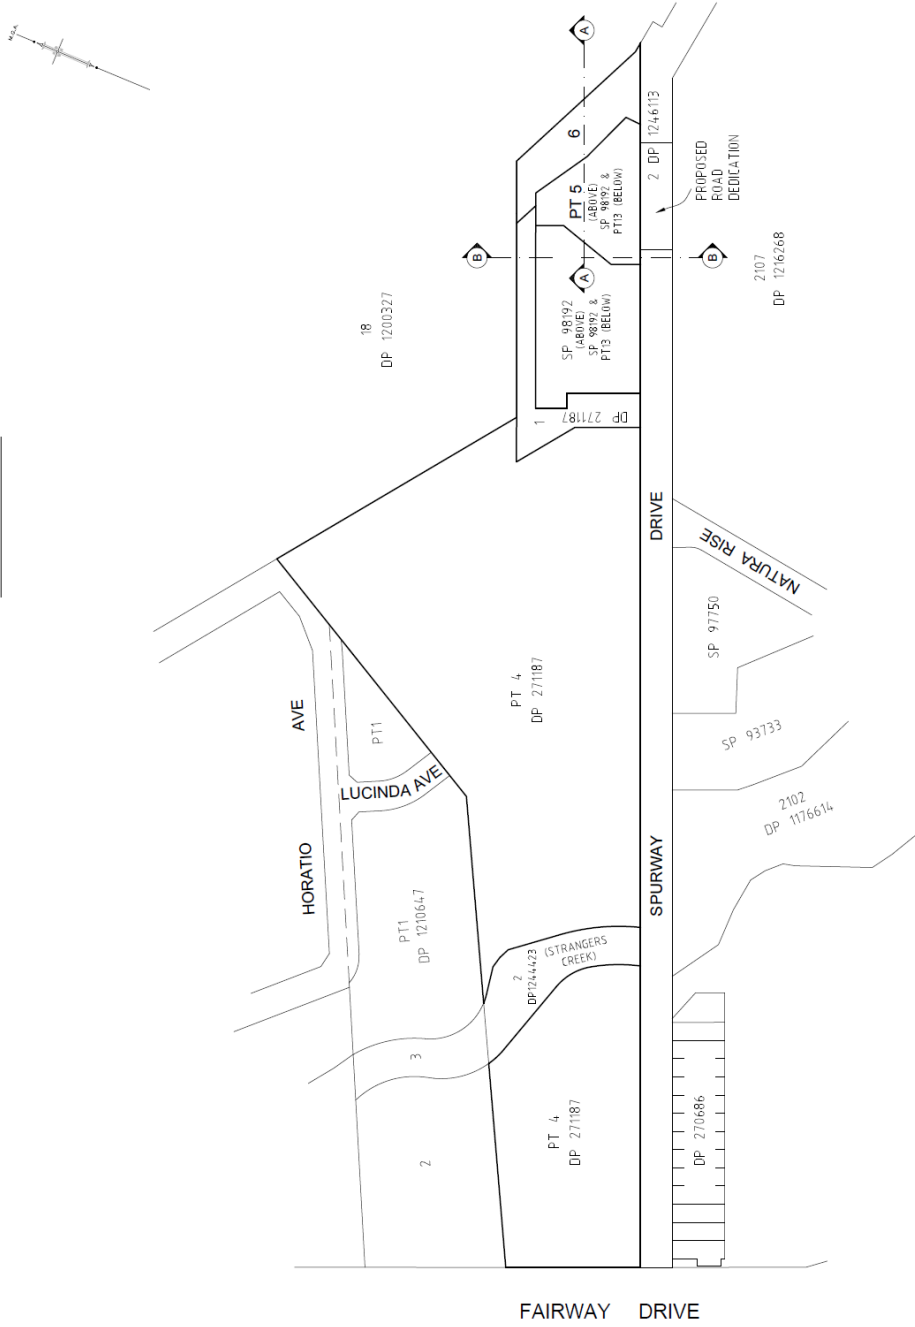 M.G.A.
A
6
2 DP 1246113
PROPOSED
ROAD
DEDICATION
PT 5
(ABOVE)
SP 98192 &
PT13 (BELOW)
B
A
B
2107
DP 1216268
18
DP 1200327
SP 98192
(ABOVE)
SP 98192 &
PT13 (BELOW)
1
DP 271187
DRIVE
NATURA RISE
SP 97750
PT 4
DP 271187
AVE
PT1
LUCINDA AVE
SP 93733
2102
DP 1176614
HORATIO
SPURWAY
PT1
DP 1210647
2
DP1244423
(STRANGERS
CREEK)
3
PT 4
DP 271187
DP 270686
2
FAIRWAY DRIVE